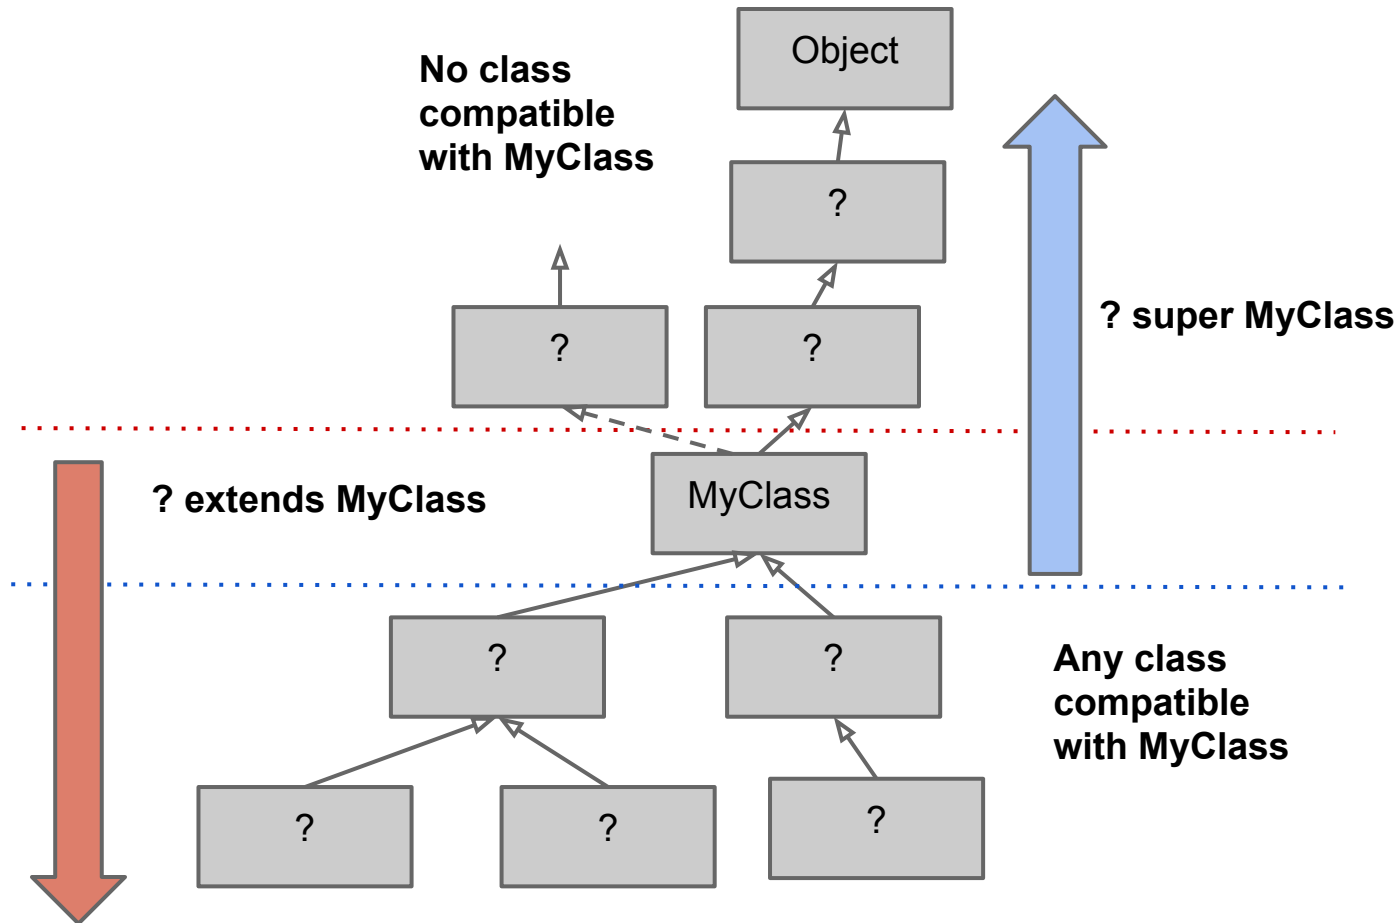 Object
No class
compatible
with MyClass
?
?
?
? super MyClass
MyClass
? extends MyClass
?
?
Any class
compatible
with MyClass
?
?
?